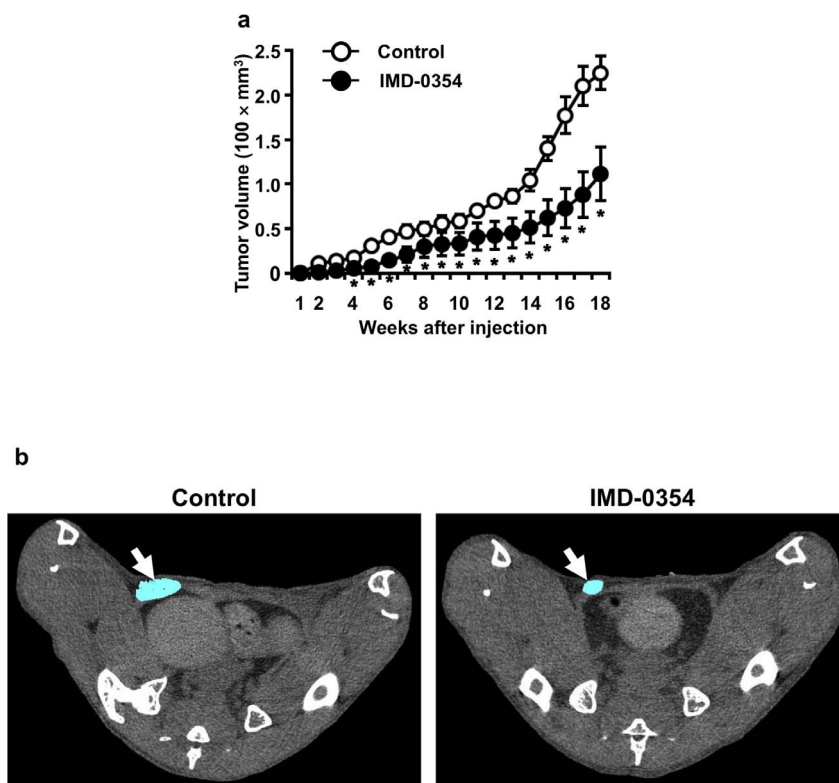 a
Control
IMD-0354
Tumor volume (100 × mm³)
2.5
2.0
1.5
1.0
0.5
0
* * * * * * * * * * * * * * *
1 2 4 6 8 10 12 14 16 18
Weeks after injection
b
Control
IMD-0354